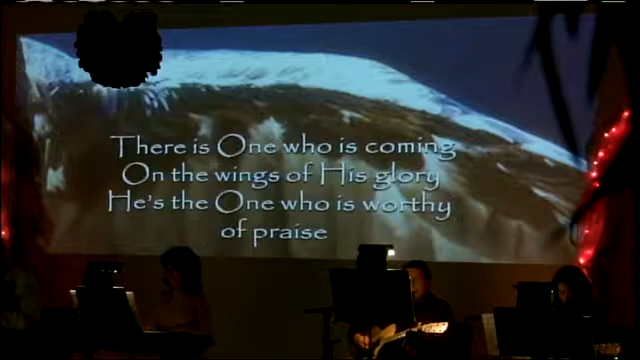 There is One who is coming
On the wings of His glory
He's the One who is worthy
of praise